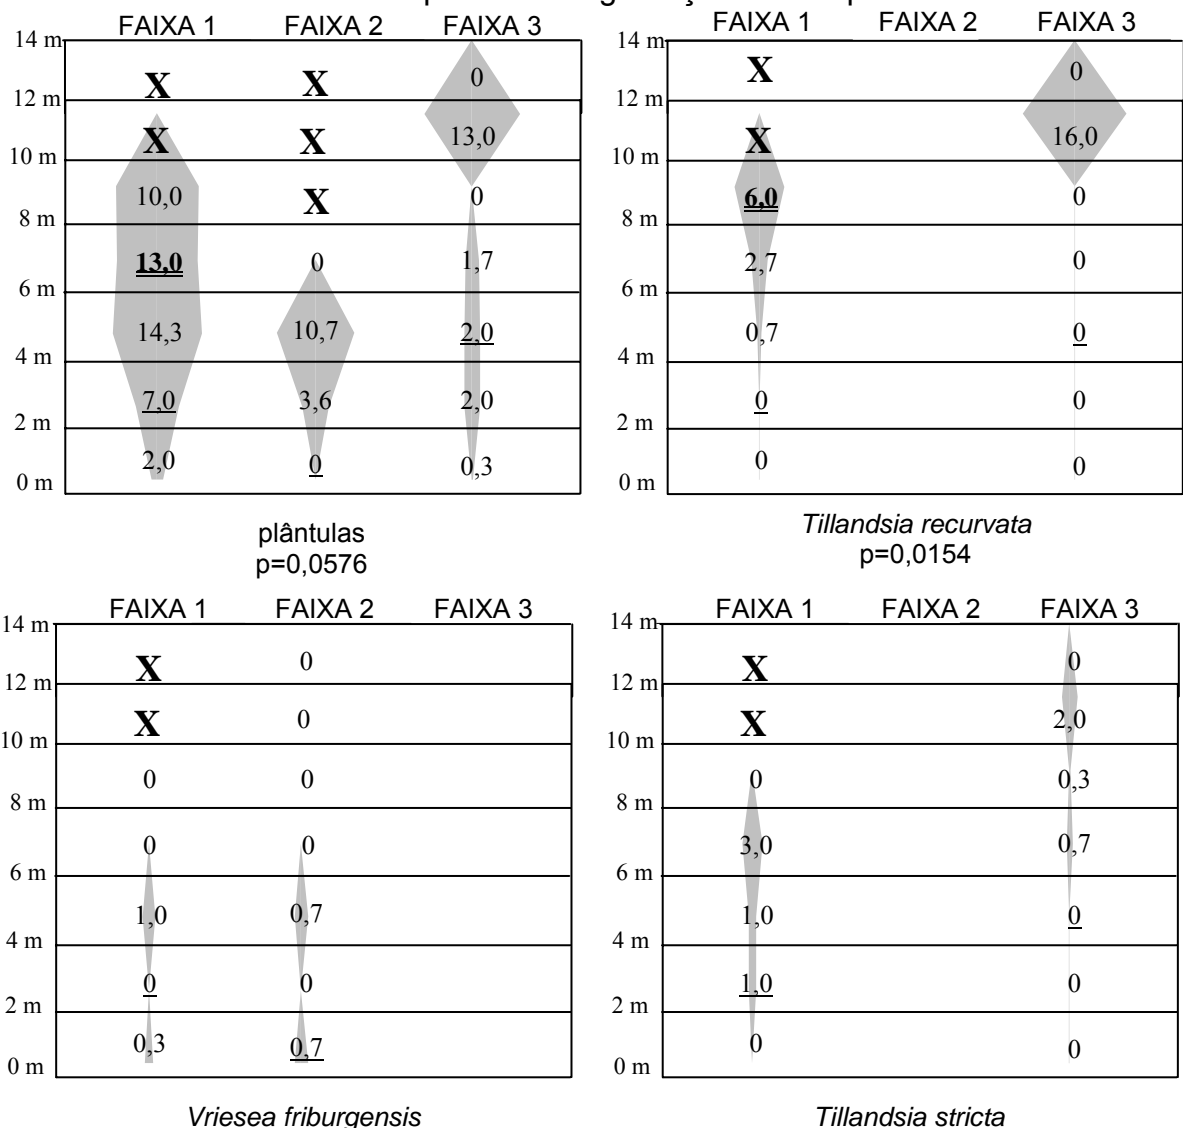 FAIXA 1 FAIXA 2 FAIXA 3
14 m X X 0
12 m X X 13,0
10 m 10,0 X 0
8 m 13,0 0 1,7
6 m 14,3 10,7 2,0
4 m 7,0 3,6 2,0
2 m 2,0 0 0,3
0 m
plântulas
p=0,0576
FAIXA 1 FAIXA 2 FAIXA 3
14 m X 0
12 m X 16,0
10 m 6,0 0
8 m 2,7 0
6 m 0,7 0
4 m 0 0
2 m 0 0
0 m
Tillandsia recurvata
p=0,0154
FAIXA 1 FAIXA 2 FAIXA 3
14 m X 0
12 m X 0
10 m 0 0
8 m 0 0
6 m 1,0 0,7
4 m 0 0
2 m 0,3 0,7
0 m
Vriesea friburgensis
FAIXA 1 FAIXA 2 FAIXA 3
14 m X 0
12 m X 2,0
10 m 0 0,3
8 m 3,0 0,7
6 m 1,0 0
4 m 1,0 0
2 m 0 0
0 m
Tillandsia stricta